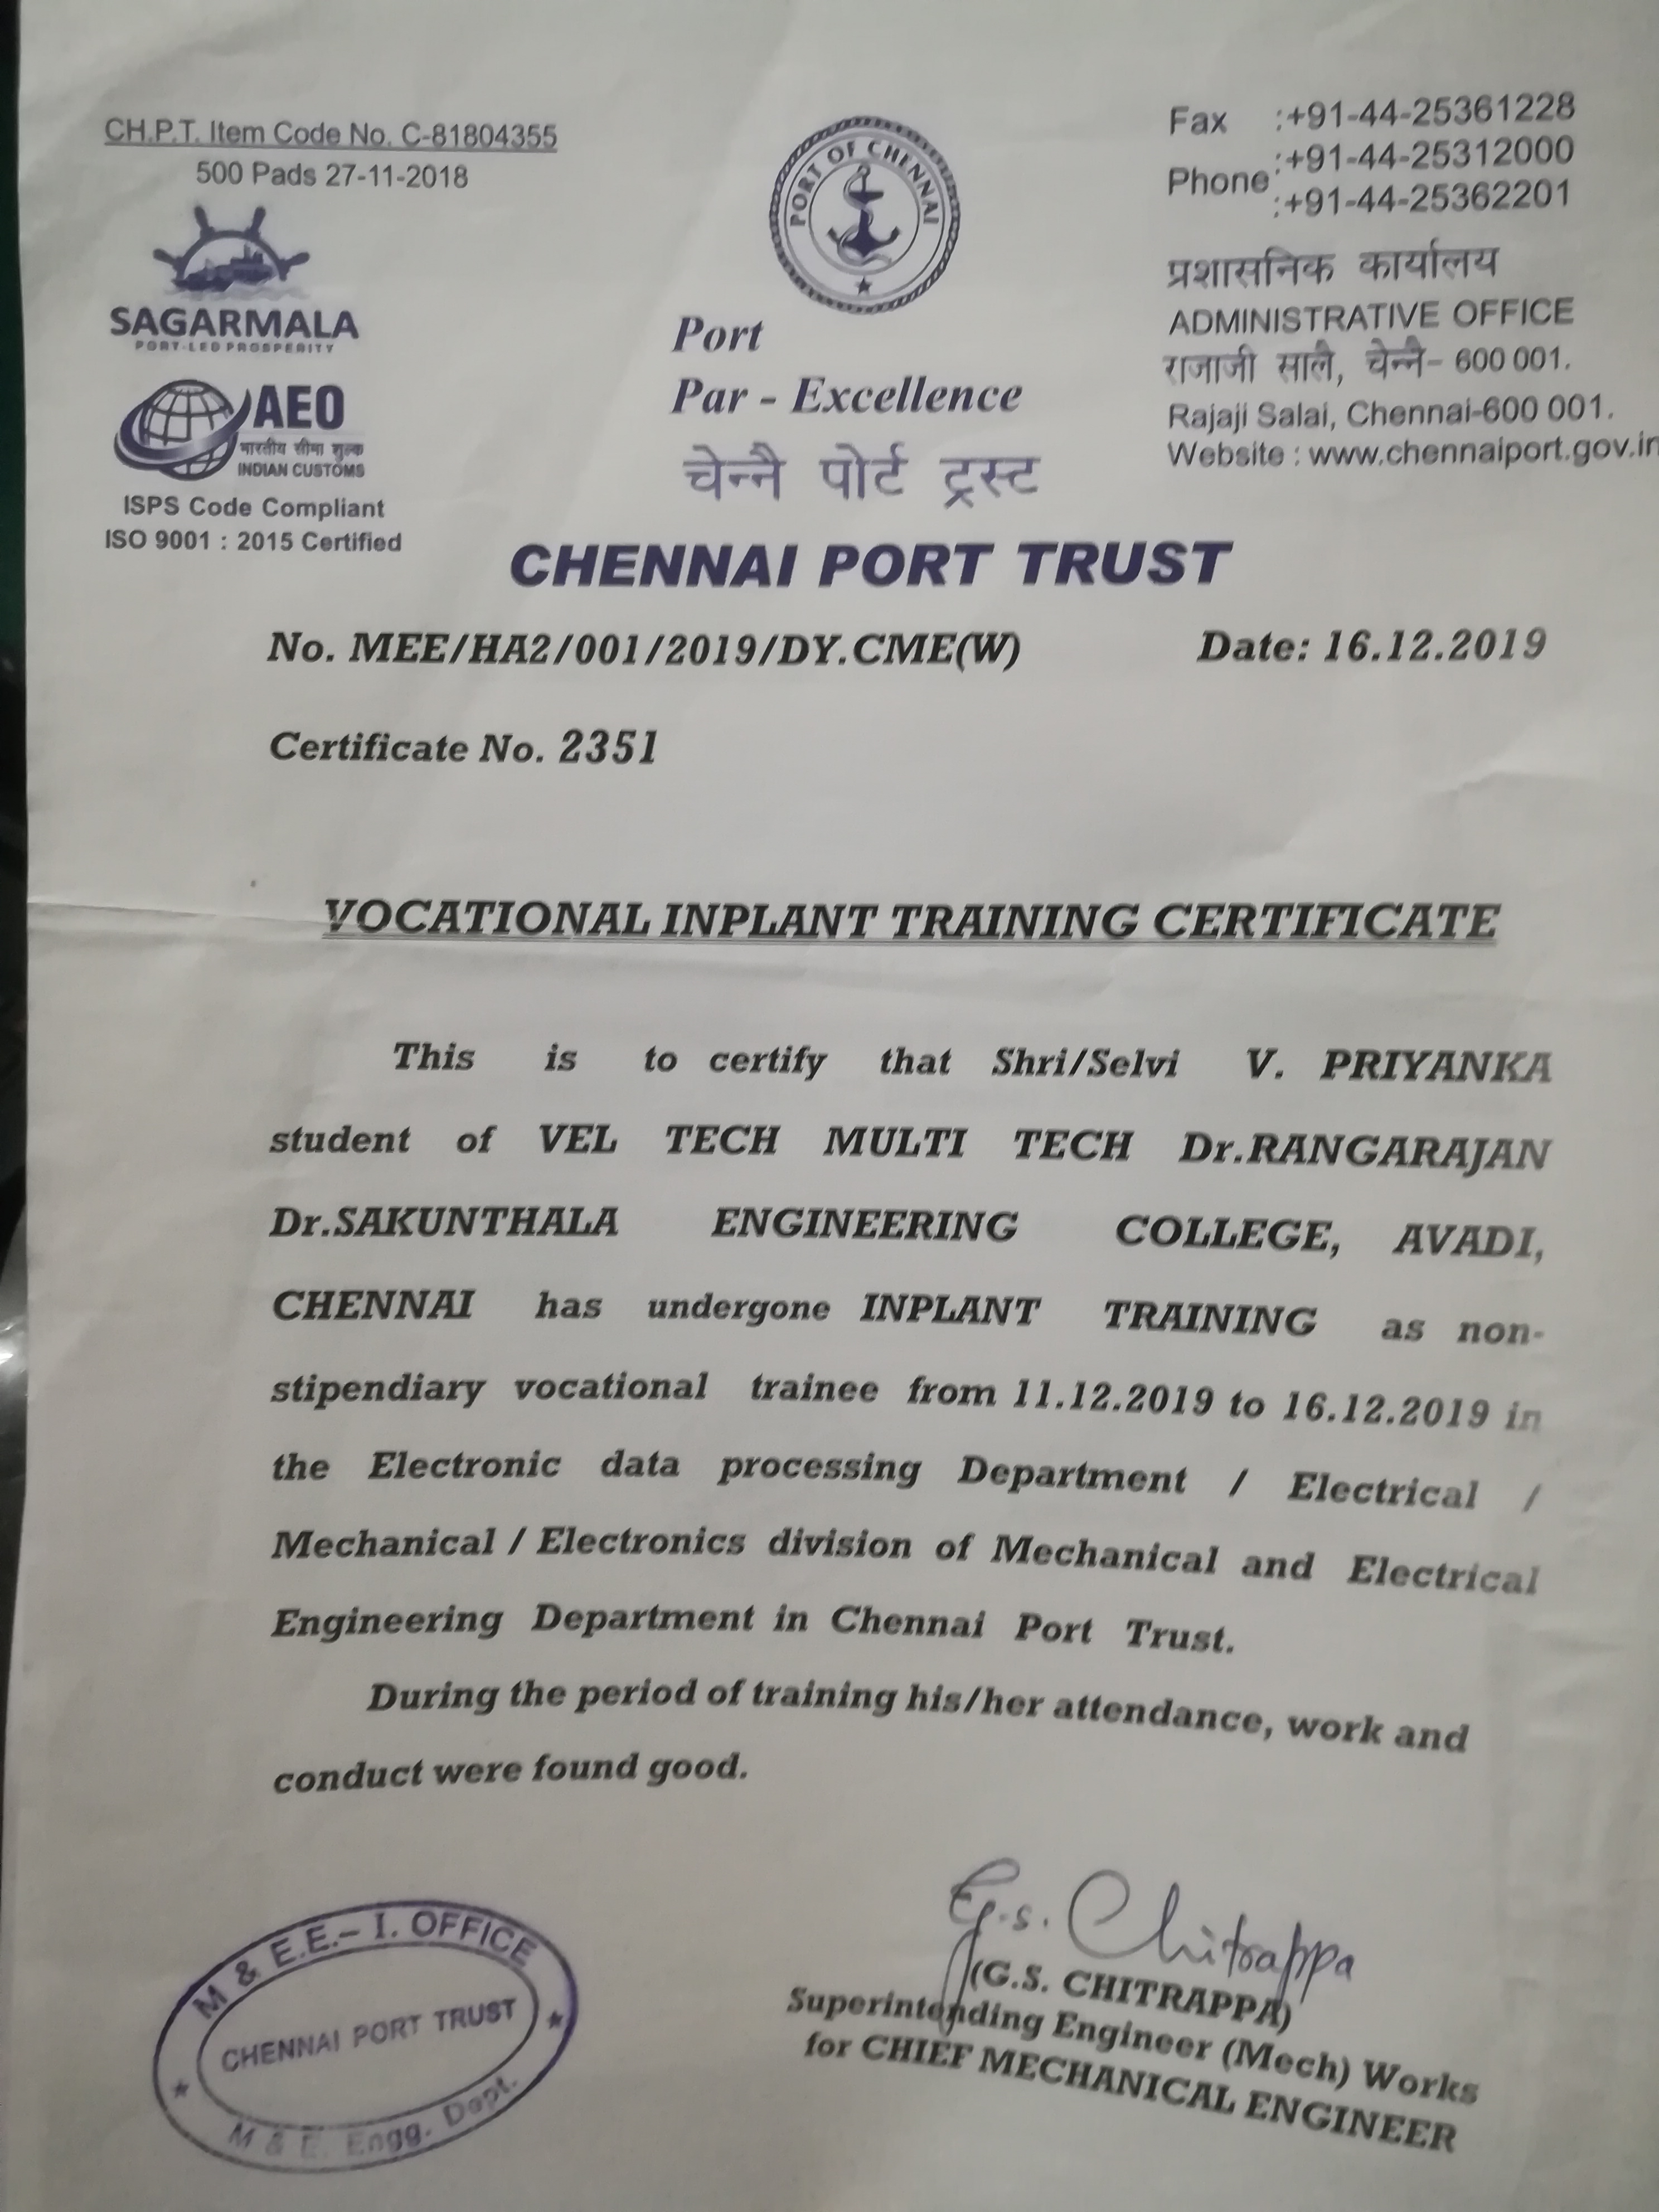 CH.P.T. Item Code No. C-81804355
500 Pads 27-11-2018
SAGARMALA
PORT-LED PROSPERITY
AEO
भारतीय सीमा शुल्क
INDIAN CUSTOMS
ISPS Code Compliant
ISO 9001 : 2015 Certified
PORT OF CHENNAI
Port
Par - Excellence
चेन्नै पोर्ट ट्रस्ट
CHENNAI PORT TRUST
Fax :+91-44-25361228
Phone :+91-44-25312000
:+91-44-25362201
प्रशासनिक कार्यालय
ADMINISTRATIVE OFFICE
राजाजी सालै, चेन्नै- 600 001.
Rajaji Salai, Chennai-600 001.
Website : www.chennaiport.gov.in
No. MEE/HA2/001/2019/DY.CME(W) Date: 16.12.2019
Certificate No. 2351
VOCATIONAL INPLANT TRAINING CERTIFICATE
This is to certify that Shri/Selvi V. PRIYANKA
student of VEL TECH MULTI TECH Dr.RANGARAJAN
Dr.SAKUNTHALA ENGINEERING COLLEGE, AVADI,
CHENNAI has undergone INPLANT TRAINING as non-
stipendiary vocational trainee from 11.12.2019 to 16.12.2019 in
the Electronic data processing Department / Electrical /
Mechanical / Electronics division of Mechanical and Electrical
Engineering Department in Chennai Port Trust.
During the period of training his/her attendance, work and
conduct were found good.
G.S. Chitrappa
(G.S. CHITRAPPA)
Superintending Engineer (Mech) Works
for CHIEF MECHANICAL ENGINEER
M & E.E.- I. OFFICE
CHENNAI PORT TRUST
M & E. Engg. Dept.